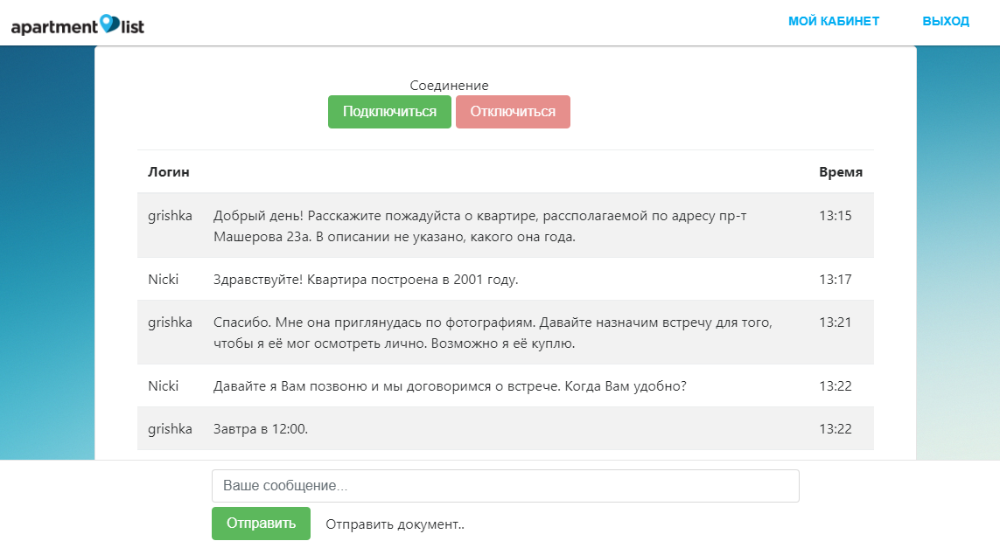 apartment list
МОЙ КАБИНЕТ
ВЫХОД
Соединение
Подключиться
Отключиться
Логин
Время
grishka
Добрый день! Расскажите пожадуйста о квартире, рассполагаемой по адресу пр-т
Машерова 23а. В описании не указано, какого она года.
13:15
Nicki
Здравствуйте! Квартира построена в 2001 году.
13:17
grishka
Спасибо. Мне она приглянудась по фотографиям. Давайте назначим встречу для того,
чтобы я её мог осмотреть лично. Возможно я её куплю.
13:21
Nicki
Давайте я Вам позвоню и мы договоримся о встрече. Когда Вам удобно?
13:22
grishka
Завтра в 12:00.
13:22
Ваше сообщение...
Отправить
Отправить документ..